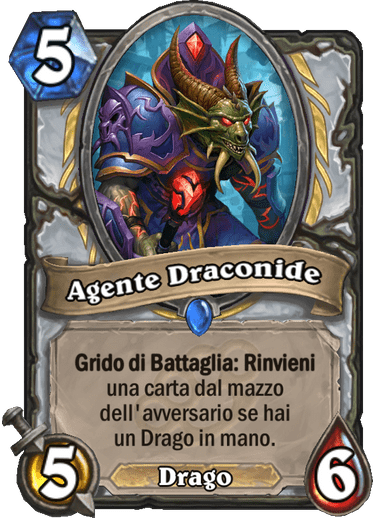 5
Agente Draconide
Grido di Battaglia: Rinvieni
una carta dal mazzo
dell'avversario se hai
un Drago in mano.
5
Drago
6